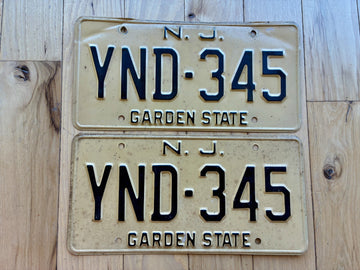 N. J.
YND-345
GARDEN STATE
N. J.
YND-345
GARDEN STATE